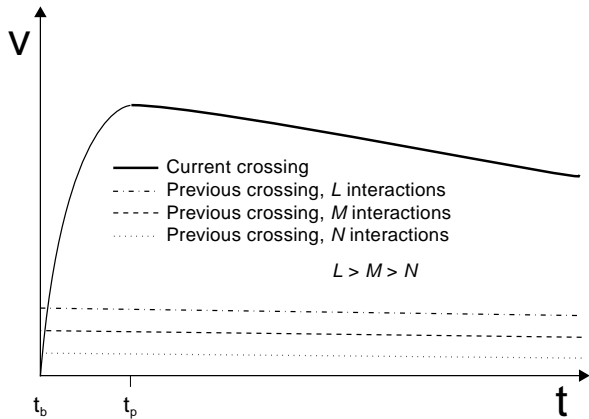 V
Current crossing
Previous crossing, L interactions
Previous crossing, M interactions
Previous crossing, N interactions
L > M > N
t_b
t_p
t